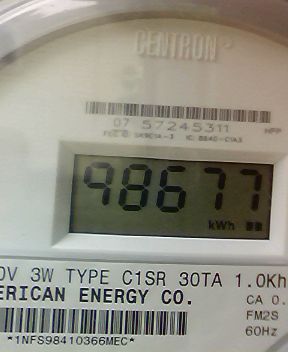 CENTRON
07 57245311
98677
kWh
0V 3W TYPE C1SR 30TA 1.0Kh
ERICAN ENERGY CO.
CA 0.
FM2S
60Hz
*1NFS98410366MEC*